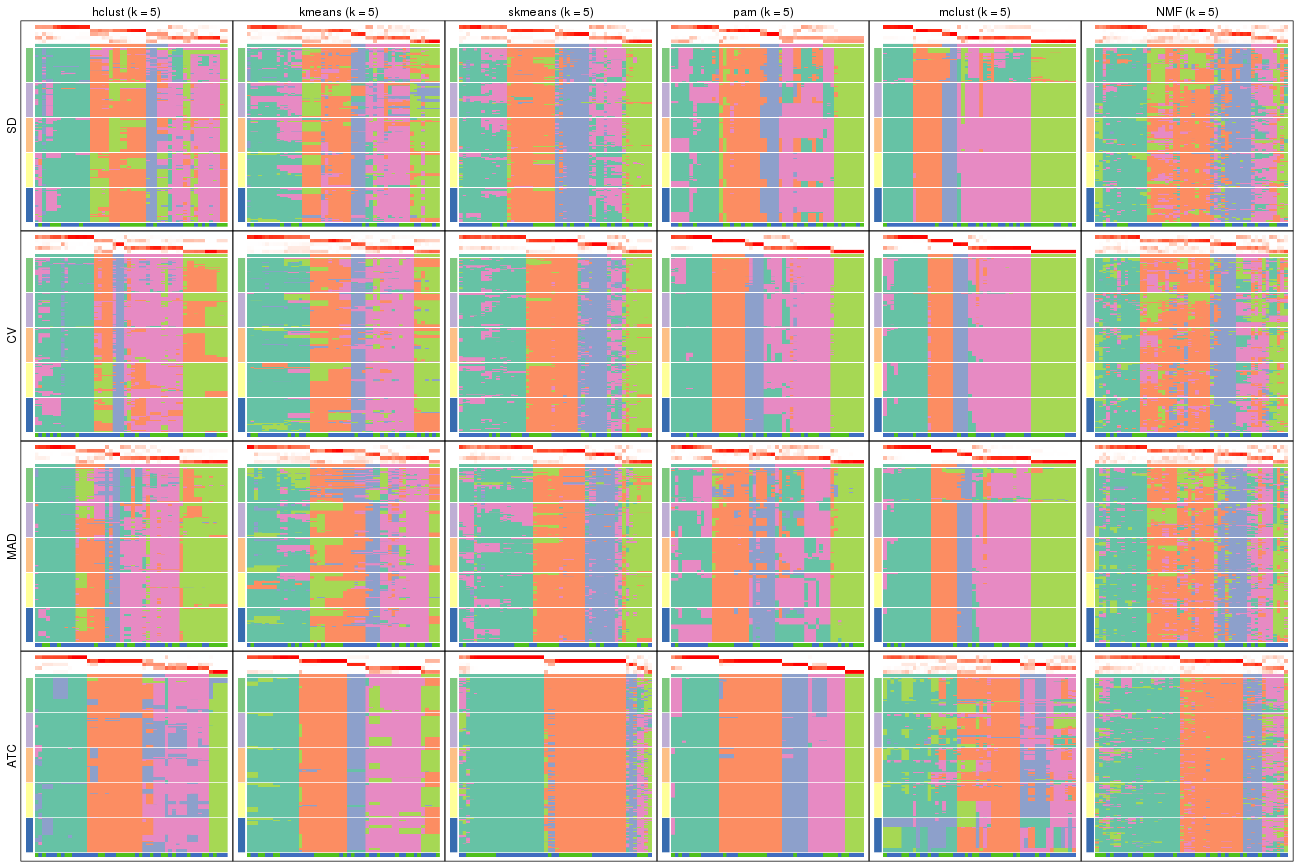 hclust (k = 5) kmeans (k = 5) skmeans (k = 5) pam (k = 5) mclust (k = 5) NMF (k = 5)
SD
CV
MAD
ATC